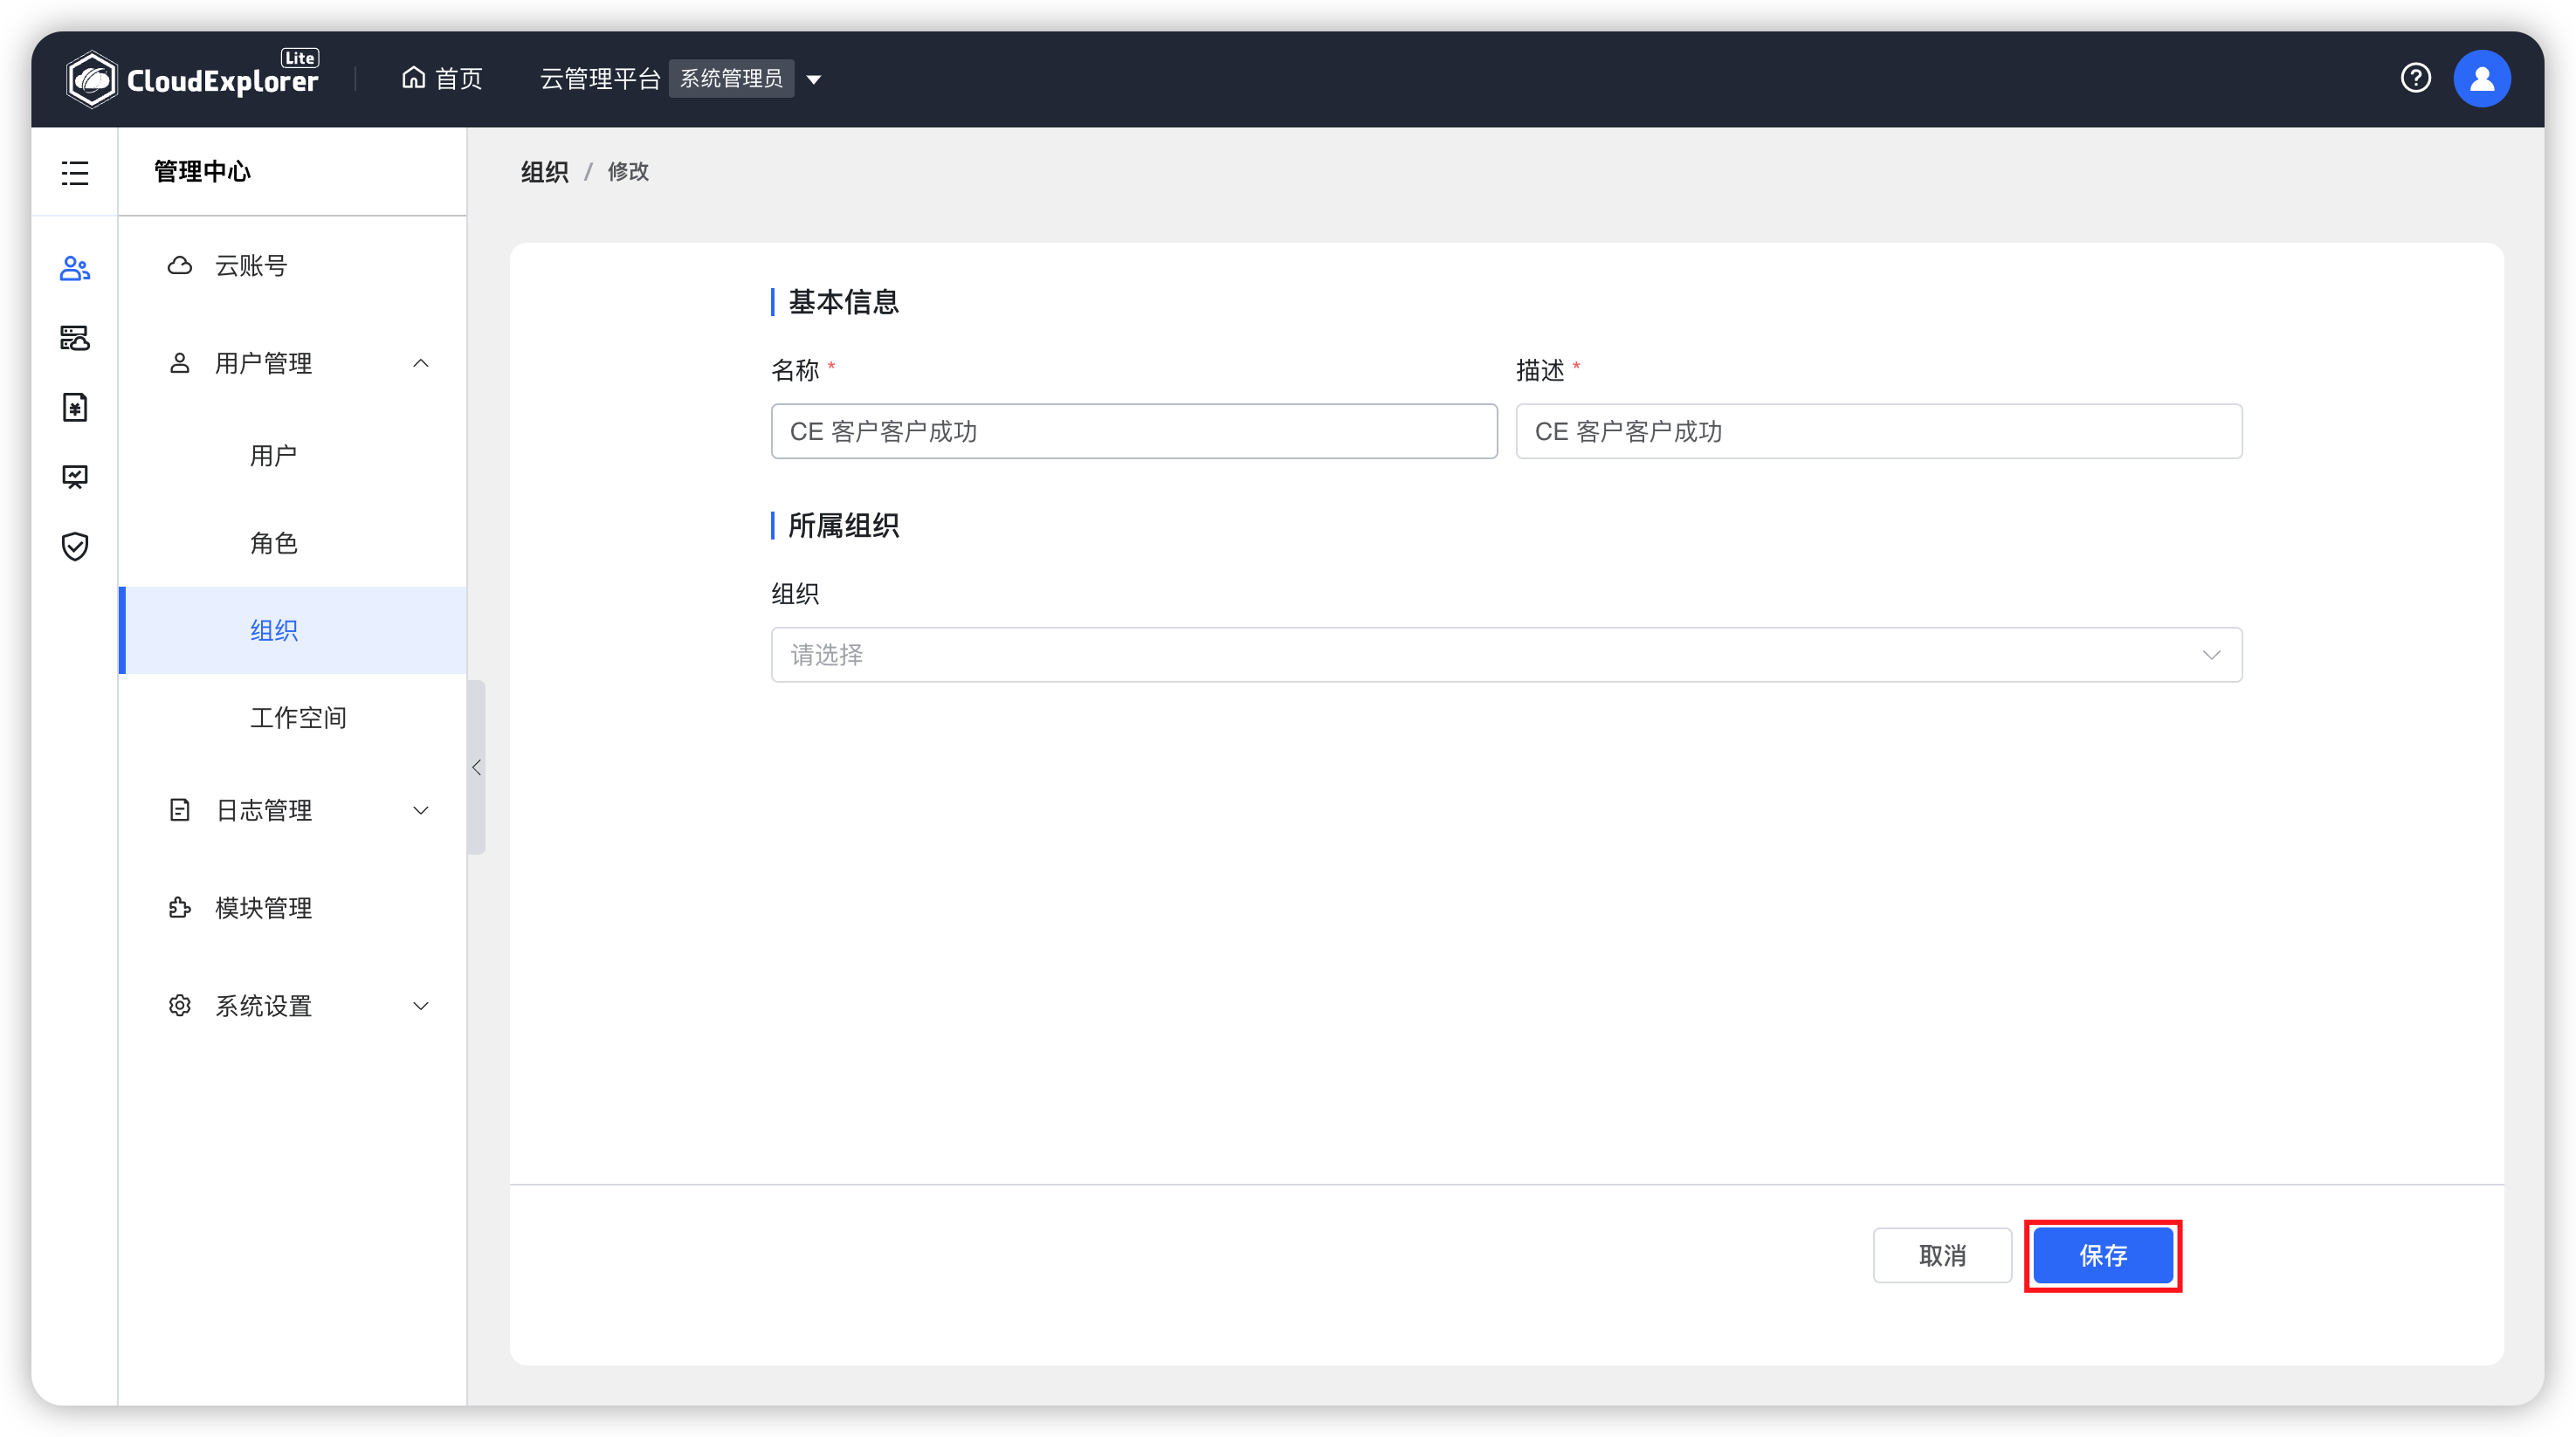 CloudExplorer Lite
首页
云管理平台 系统管理员
管理中心
云账号
用户管理
用户
角色
组织
工作空间
日志管理
模块管理
系统设置
组织 / 修改
基本信息
名称 *
描述 *
CE 客户客户成功
CE 客户客户成功
所属组织
组织
请选择
取消
保存